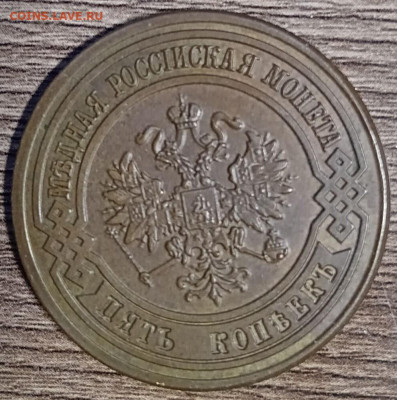 COINS.LAVE.RU
МѢДНАЯ РОССІЙСКАЯ МОНЕТА
ПЯТЬ КОПѢЕКЪ